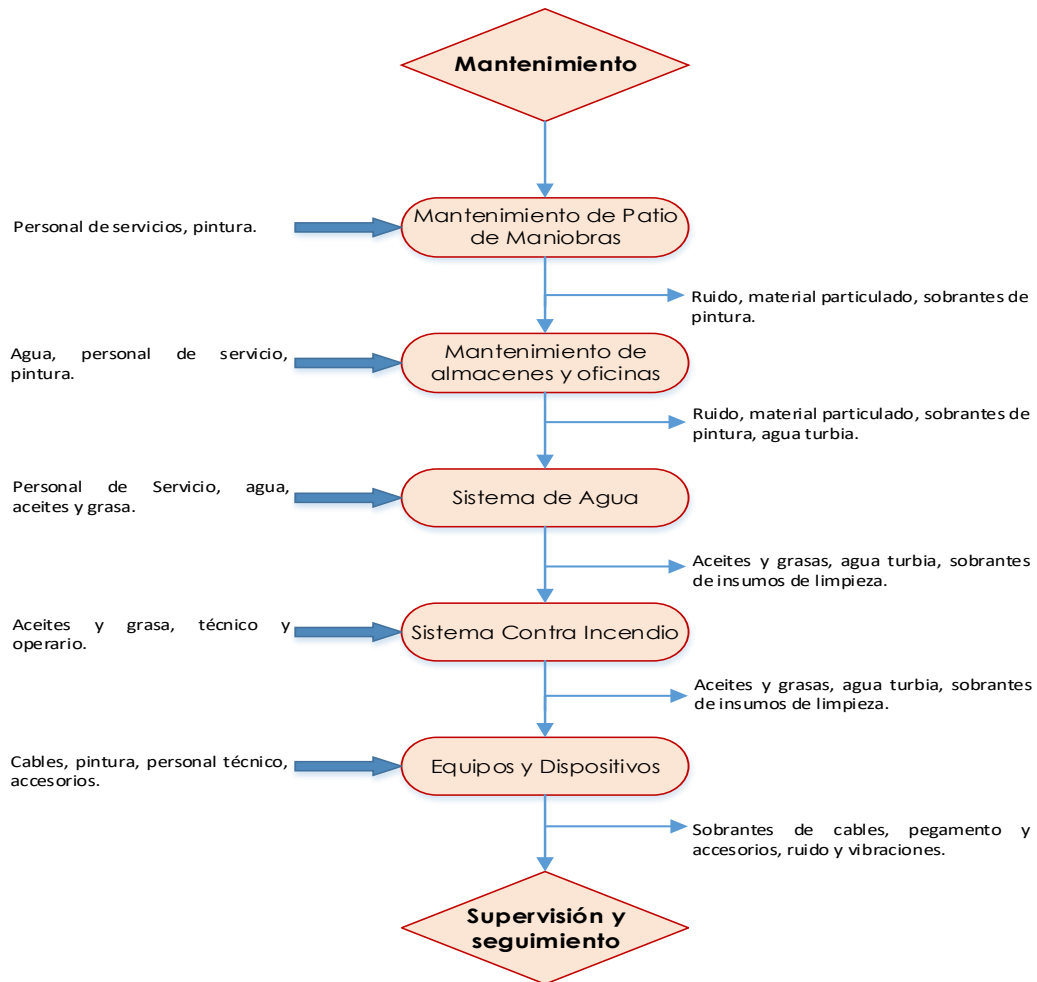 Mantenimiento
Mantenimiento de Patio
de Maniobras
Personal de servicios, pintura.
Ruido, material particulado, sobrantes de
pintura.
Agua, personal de servicio,
pintura.
Mantenimiento de
almacenes y oficinas
Ruido, material particulado, sobrantes de
pintura, agua turbia.
Personal de Servicio, agua,
aceites y grasa.
Sistema de Agua
Aceites y grasas, agua turbia, sobrantes
de insumos de limpieza.
Aceites y grasa, técnico y
operario.
Sistema Contra Incendio
Aceites y grasas, agua turbia, sobrantes
de insumos de limpieza.
Cables, pintura, personal técnico,
accesorios.
Equipos y Dispositivos
Sobrantes de cables, pegamento y
accesorios, ruido y vibraciones.
Supervisión y
seguimiento